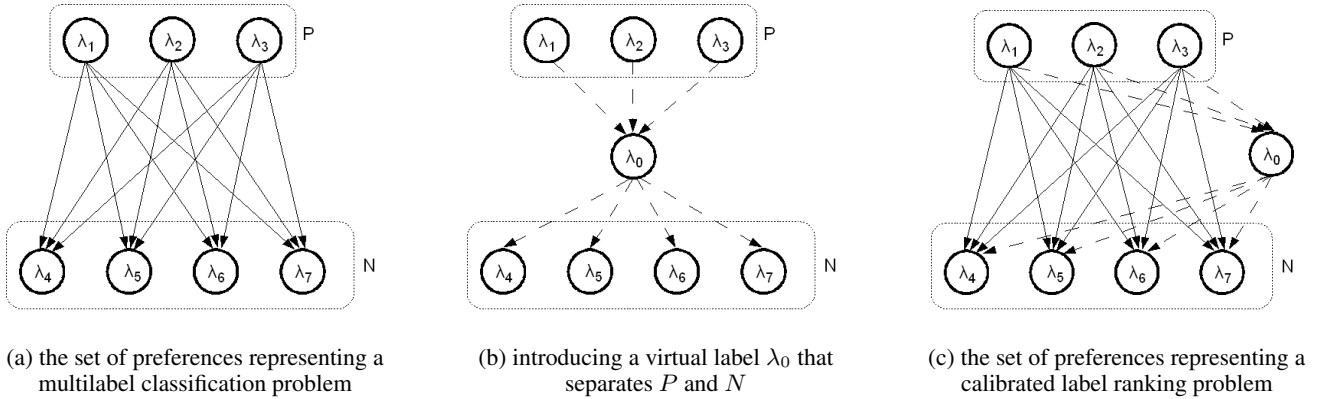 λ1 λ2 λ3 P
λ4 λ5 λ6 λ7 N
(a) the set of preferences representing a
multilabel classification problem
λ1 λ2 λ3 P
λ0
λ4 λ5 λ6 λ7 N
(b) introducing a virtual label λ0 that
separates P and N
λ1 λ2 λ3 P
λ0
λ4 λ5 λ6 λ7 N
(c) the set of preferences representing a
calibrated label ranking problem